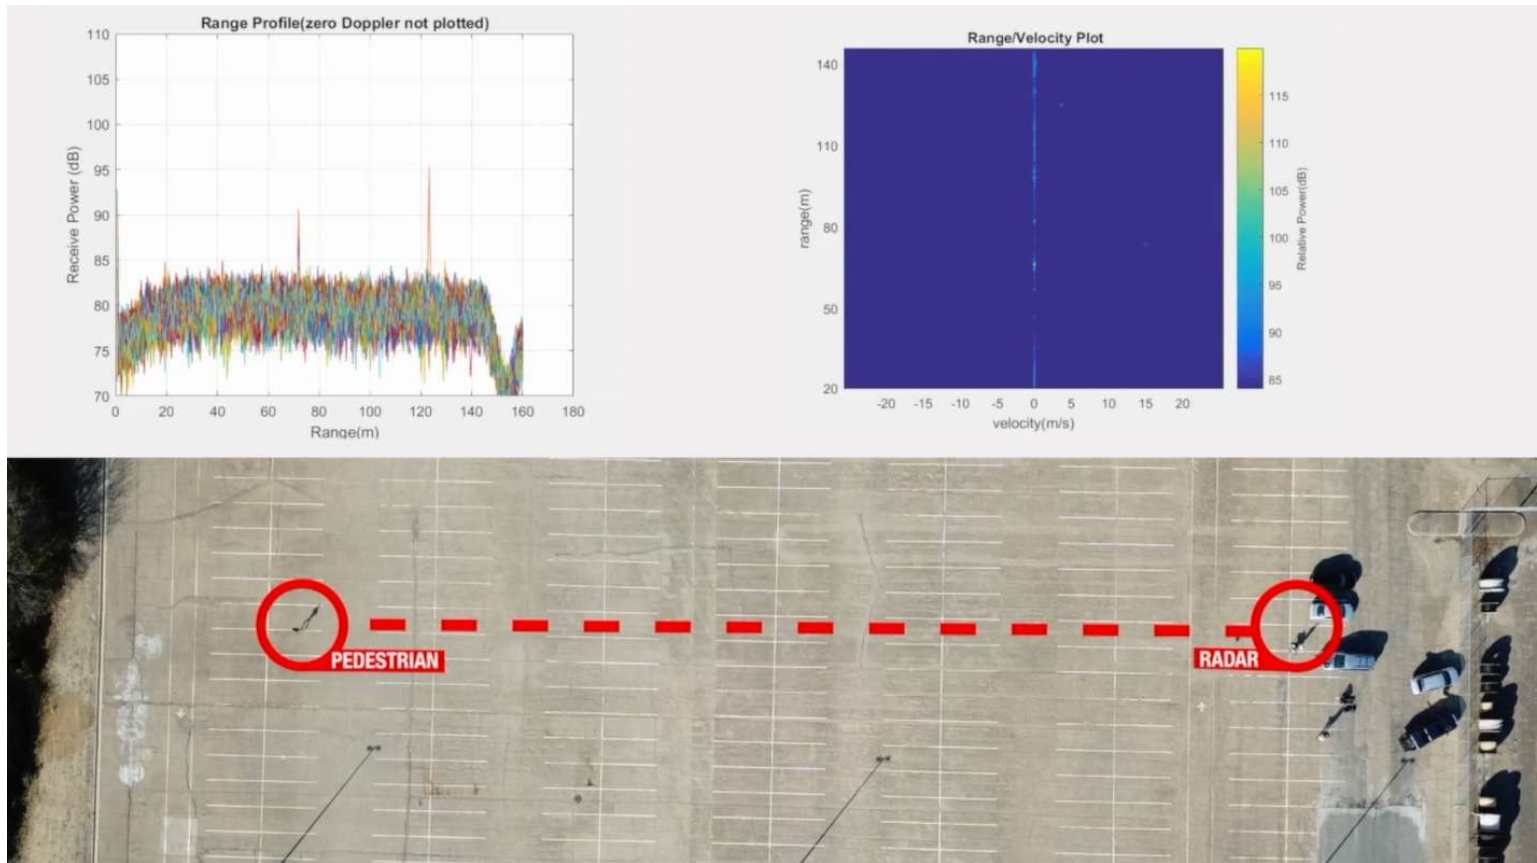 Range Profile(zero Doppler not plotted)
110
105
100
95
90
85
80
75
70
Receive Power (dB)
0 20 40 60 80 100 120 140 160 180
Range(m)
Range/Velocity Plot
140
110
80
50
20
range(m)
-20 -15 -10 -5 0 5 10 15 20
velocity(m/s)
115
110
105
100
95
90
85
Relative Power(dB)
PEDESTRIAN
RADAR